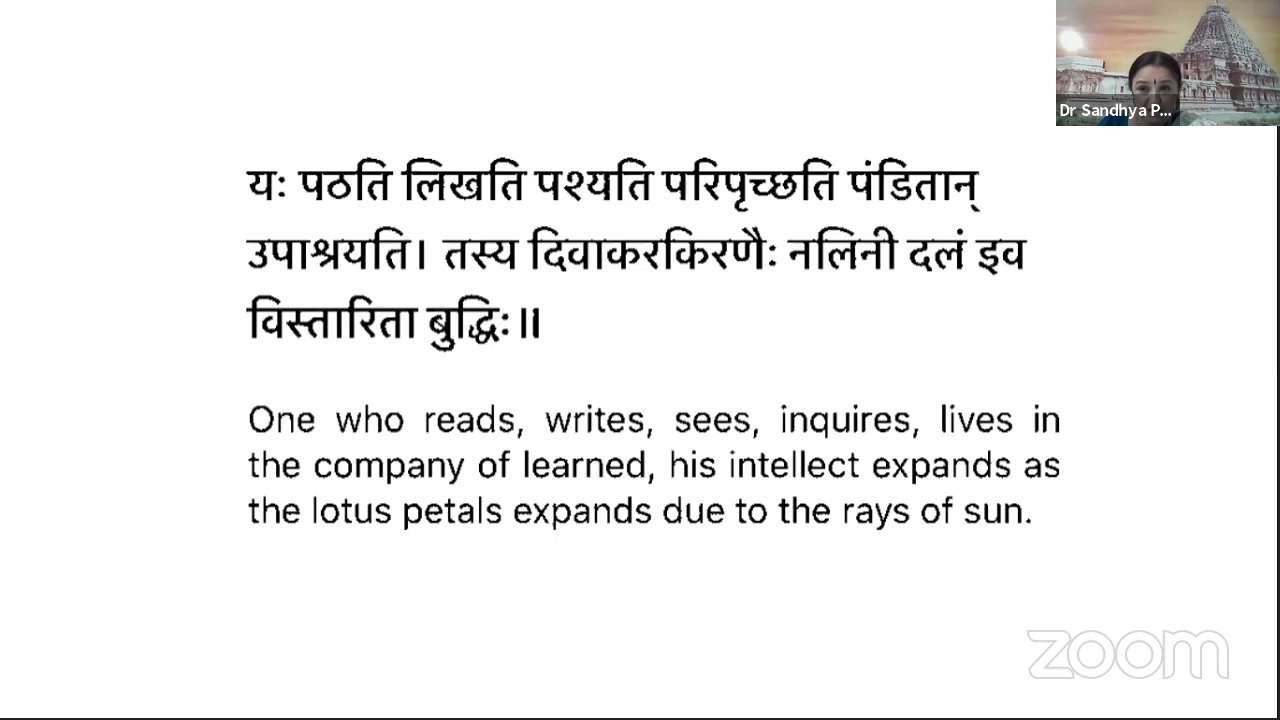 Dr Sandhya P...
यः पठति लिखति पश्यति परिपृच्छति पंडितान्
उपाश्रयति। तस्य दिवाकरकिरणैः नलिनी दलं इव
विस्तारिता बुद्धिः॥
One who reads, writes, sees, inquires, lives in
the company of learned, his intellect expands as
the lotus petals expands due to the rays of sun.
zoom